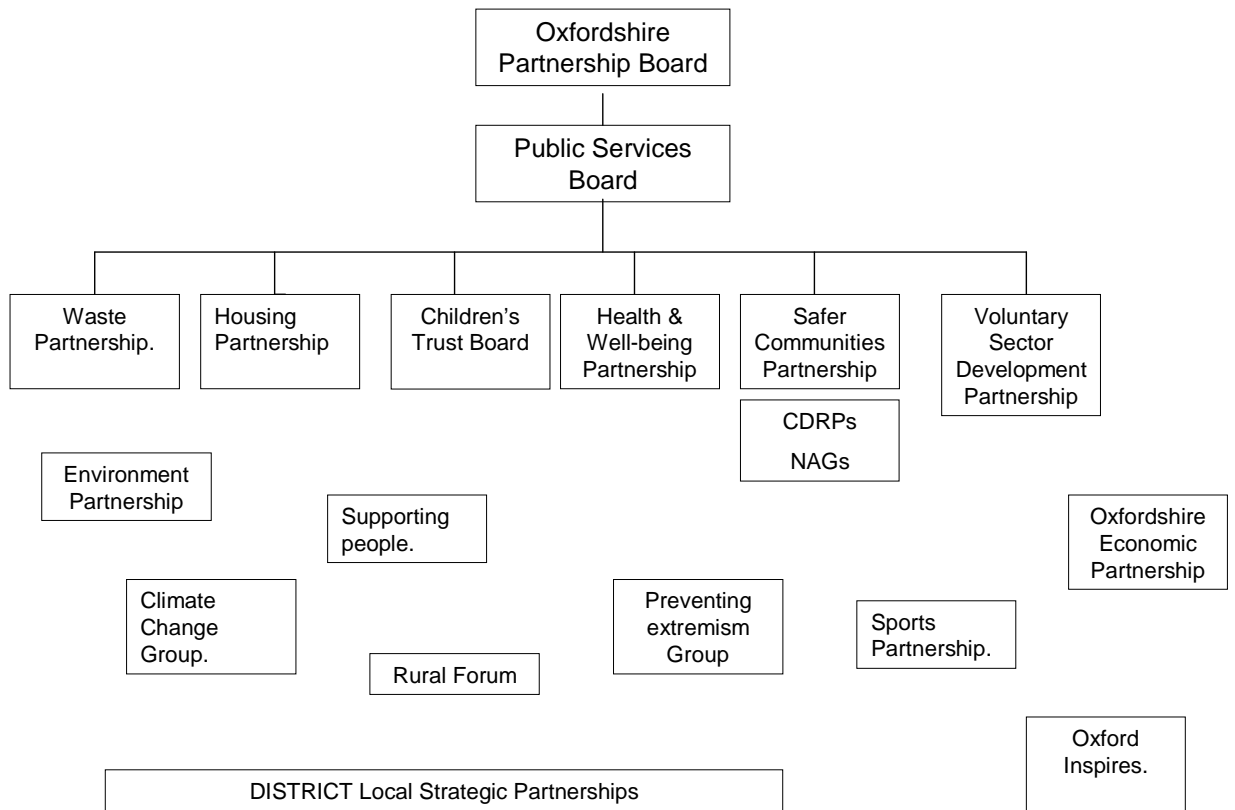 Oxfordshire
Partnership Board
Public Services
Board
Waste
Partnership.
Housing
Partnership
Children's
Trust Board
Health &
Well-being
Partnership
Safer
Communities
Partnership
Voluntary
Sector
Development
Partnership
CDRPs
NAGs
Environment
Partnership
Supporting
people.
Oxfordshire
Economic
Partnership
Climate
Change
Group.
Preventing
extremism
Group
Sports
Partnership.
Rural Forum
Oxford
Inspires.
DISTRICT Local Strategic Partnerships